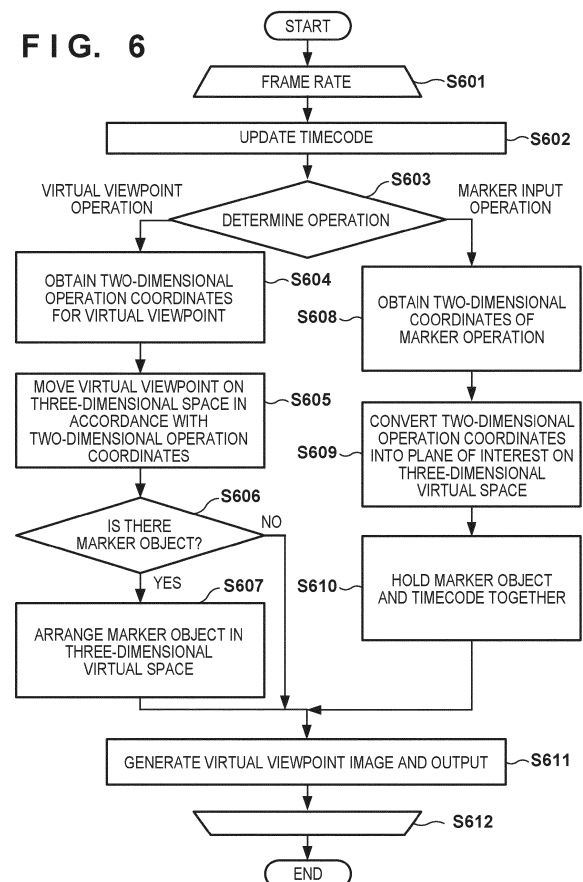 FIG. 6
START
FRAME RATE
S601
UPDATE TIMECODE
S602
S603
VIRTUAL VIEWPOINT
OPERATION
DETERMINE OPERATION
MARKER INPUT
OPERATION
OBTAIN TWO-DIMENSIONAL
OPERATION COORDINATES
FOR VIRTUAL VIEWPOINT
S604
MOVE VIRTUAL VIEWPOINT ON
THREE-DIMENSIONAL SPACE IN
ACCORDANCE WITH
TWO-DIMENSIONAL OPERATION
COORDINATES
S605
S606
IS THERE
MARKER OBJECT?
NO
YES
S607
ARRANGE MARKER OBJECT IN
THREE-DIMENSIONAL
VIRTUAL SPACE
S608
OBTAIN TWO-DIMENSIONAL
COORDINATES OF
MARKER OPERATION
S609
CONVERT TWO-DIMENSIONAL
OPERATION COORDINATES
INTO PLANE OF INTEREST ON
THREE-DIMENSIONAL
VIRTUAL SPACE
S610
HOLD MARKER OBJECT
AND TIMECODE TOGETHER
GENERATE VIRTUAL VIEWPOINT IMAGE AND OUTPUT
S611
S612
END